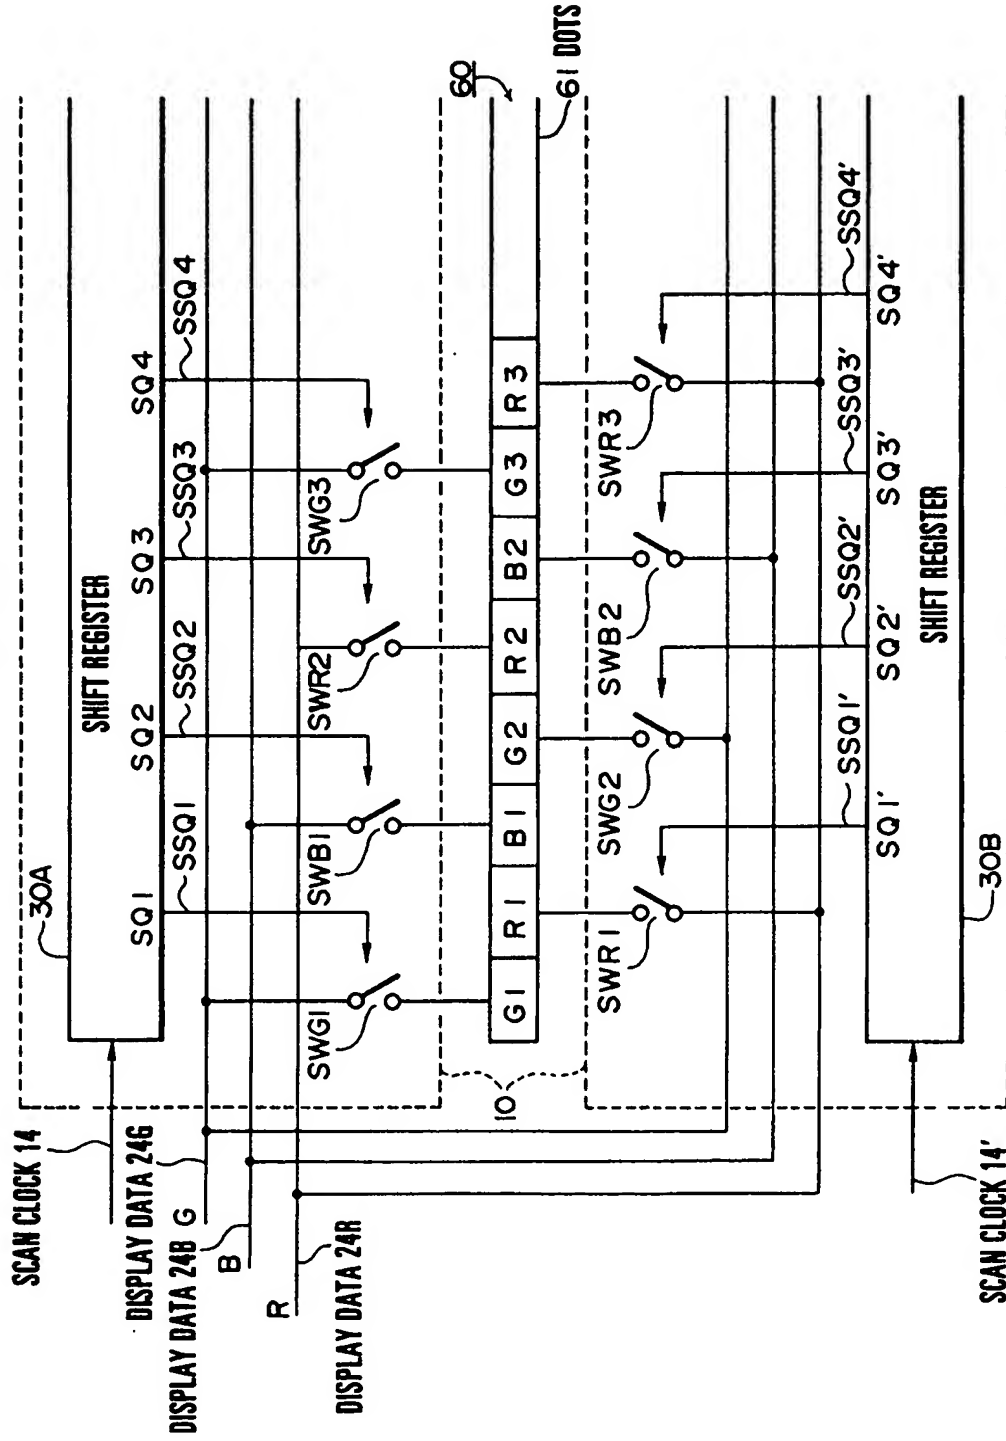 SCAN CLOCK 14
DISPLAY DATA 24G
DISPLAY DATA 24B
G
B
R
DISPLAY DATA 24R
30A
SHIFT REGISTER
SQ1 SQ2 SQ3 SQ4
SSQ1 SSQ2 SSQ3 SSQ4
SWG1 SWB1 SWR2 SWG3
60
10
G1 R1 B1 G2 R2 B2 G3 R3
61 DOTS
SWR1 SWG2 SWB2 SWR3
SSQ1' SSQ2' SSQ3' SSQ4'
SQ1' SQ2' SQ3' SQ4'
SHIFT REGISTER
30B
SCAN CLOCK 14'